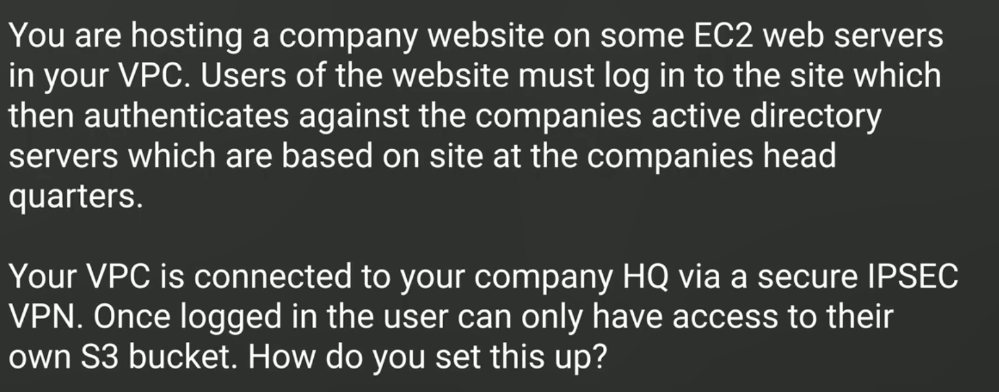 You are hosting a company website on some EC2 web servers
in your VPC. Users of the website must log in to the site which
then authenticates against the companies active directory
servers which are based on site at the companies head
quarters.
Your VPC is connected to your company HQ via a secure IPSEC
VPN. Once logged in the user can only have access to their
own S3 bucket. How do you set this up?